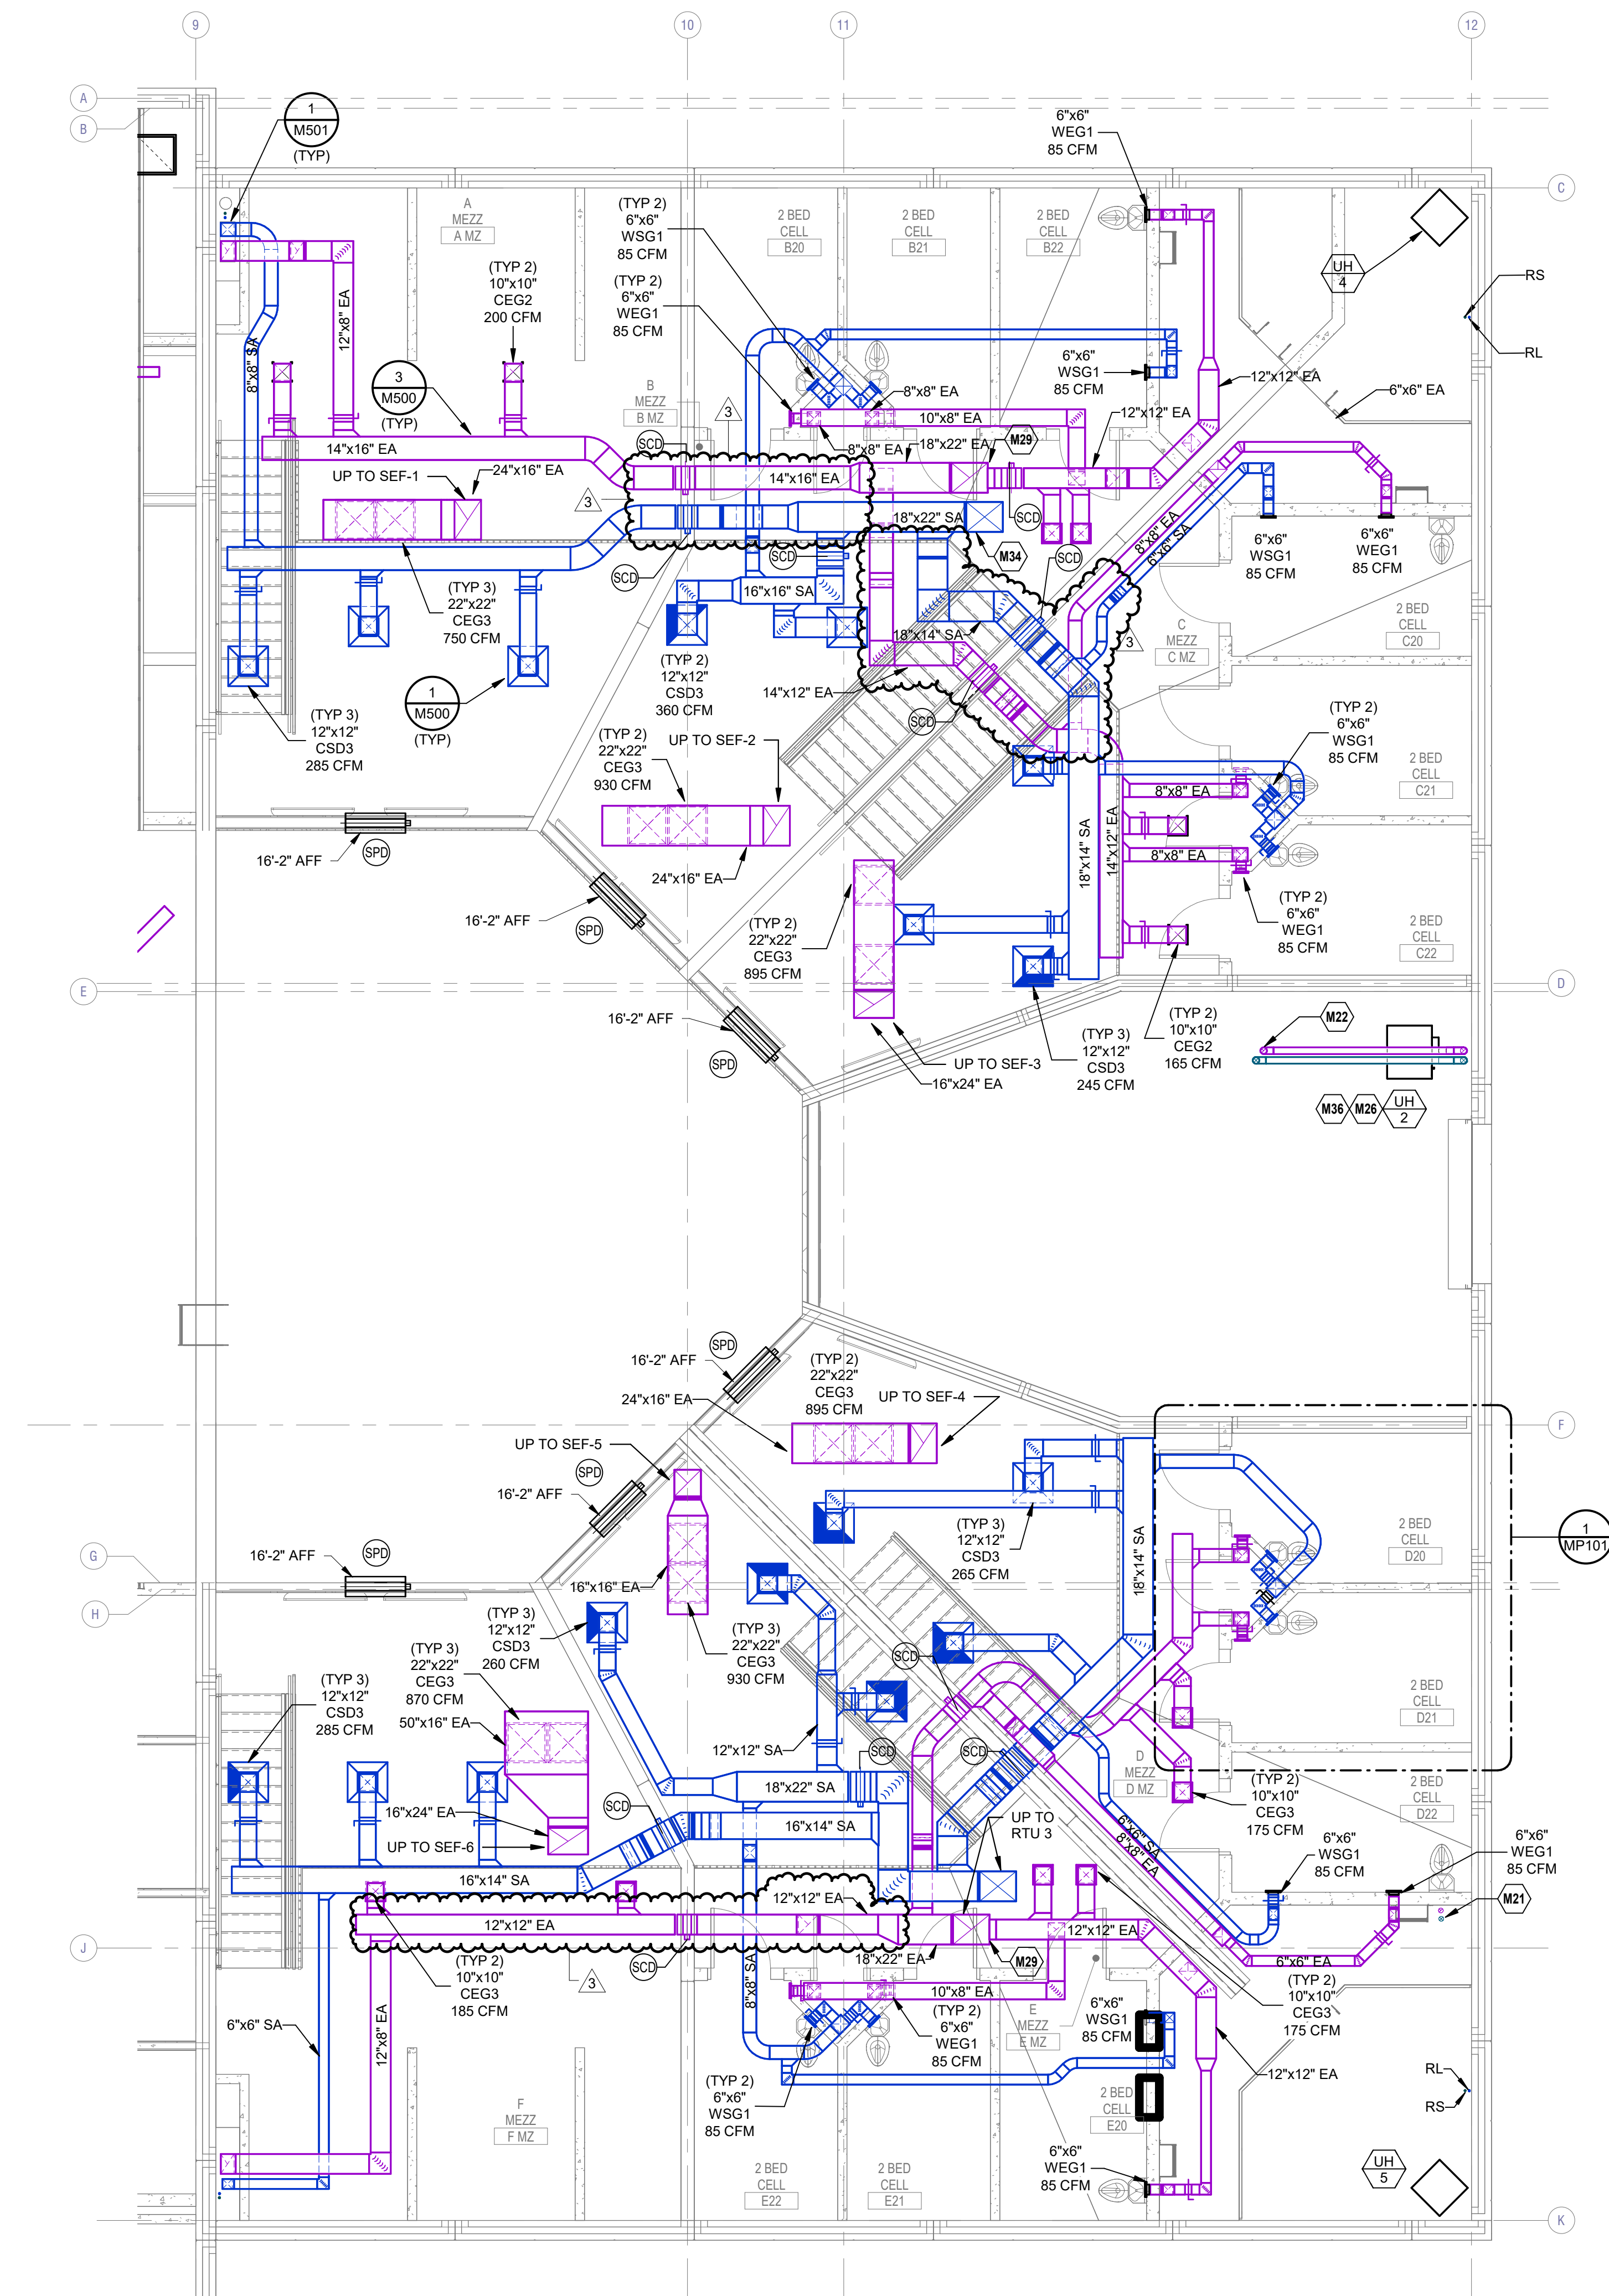 9
10
11
12
A
B
C
1
M501
(TYP)
6"x6"
WEG1
85 CFM
A
MEZZ
A MZ
(TYP 2)
6"x6"
WSG1
85 CFM
2 BED
CELL
B20
2 BED
CELL
B21
2 BED
CELL
B22
UH
4
RS
RL
(TYP 2)
10"x10"
CEG2
200 CFM
(TYP 2)
6"x6"
WEG1
85 CFM
12"x8" EA
8"x8" SA
3
M500
(TYP)
B
MEZZ
B MZ
3
6"x6"
WSG1
85 CFM
12"x12" EA
6"x6" EA
8"x8" EA
10"x8" EA
12"x12" EA
8"x8" EA
18"x22" EA
M29
SCD
14"x16" EA
14"x16" EA
UP TO SEF-1
24"x16" EA
3
18"x22" SA
SCD
M34
SCD
SCD
SCD
8"x8" EA
6"x6" SA
6"x6"
WSG1
85 CFM
6"x6"
WEG1
85 CFM
(TYP 3)
22"x22"
CEG3
750 CFM
16"x16" SA
18"x14" SA
3
C
MEZZ
C MZ
2 BED
CELL
C20
(TYP 2)
12"x12"
CSD3
360 CFM
14"x12" EA
SCD
1
M500
(TYP)
(TYP 3)
12"x12"
CSD3
285 CFM
(TYP 2)
22"x22"
CEG3
930 CFM
UP TO SEF-2
(TYP 2)
6"x6"
WSG1
85 CFM
2 BED
CELL
C21
8"x8" EA
18"x14" SA
14"x12" EA
8"x8" EA
16'-2" AFF
SPD
24"x16" EA
16'-2" AFF
SPD
(TYP 2)
22"x22"
CEG3
895 CFM
(TYP 2)
6"x6"
WEG1
85 CFM
2 BED
CELL
C22
E
D
16'-2" AFF
SPD
UP TO SEF-3
16"x24" EA
(TYP 3)
12"x12"
CSD3
245 CFM
(TYP 2)
10"x10"
CEG2
165 CFM
M22
M36
M26
UH
2
SPD
16'-2" AFF
24"x16" EA
(TYP 2)
22"x22"
CEG3
895 CFM
UP TO SEF-4
F
UP TO SEF-5
SPD
16'-2" AFF
(TYP 3)
12"x12"
CSD3
265 CFM
18"x14" SA
2 BED
CELL
D20
1
MP101
G
16'-2" AFF
SPD
16"x16" EA
H
(TYP 3)
12"x12"
CSD3
260 CFM
(TYP 3)
22"x22"
CEG3
930 CFM
(TYP 3)
22"x22"
CEG3
870 CFM
SCD
(TYP 3)
12"x12"
CSD3
285 CFM
50"x16" EA
2 BED
CELL
D21
12"x12" SA
SCD
SCD
18"x22" SA
D
MEZZ
D MZ
(TYP 2)
10"x10"
CEG3
175 CFM
2 BED
CELL
D22
16"x24" EA
SCD
UP TO SEF-6
16"x14" SA
UP TO
RTU 3
6"x6" SA
8"x8" EA
6"x6"
WSG1
85 CFM
6"x6"
WEG1
85 CFM
16"x14" SA
M21
12"x12" EA
12"x12" EA
12"x12" EA
J
SCD
18"x22" EA
M29
6"x6" EA
3
(TYP 2)
10"x10"
CEG3
185 CFM
8"x8" SA
10"x8" EA
(TYP 2)
10"x10"
CEG3
175 CFM
6"x6" SA
12"x8" EA
(TYP 2)
6"x6"
WEG1
85 CFM
E
MEZZ
E MZ
6"x6"
WSG1
85 CFM
12"x12" EA
RL
RS
(TYP 2)
6"x6"
WSG1
85 CFM
F
MEZZ
F MZ
2 BED
CELL
E20
6"x6"
WEG1
85 CFM
2 BED
CELL
E22
2 BED
CELL
E21
UH
5
K